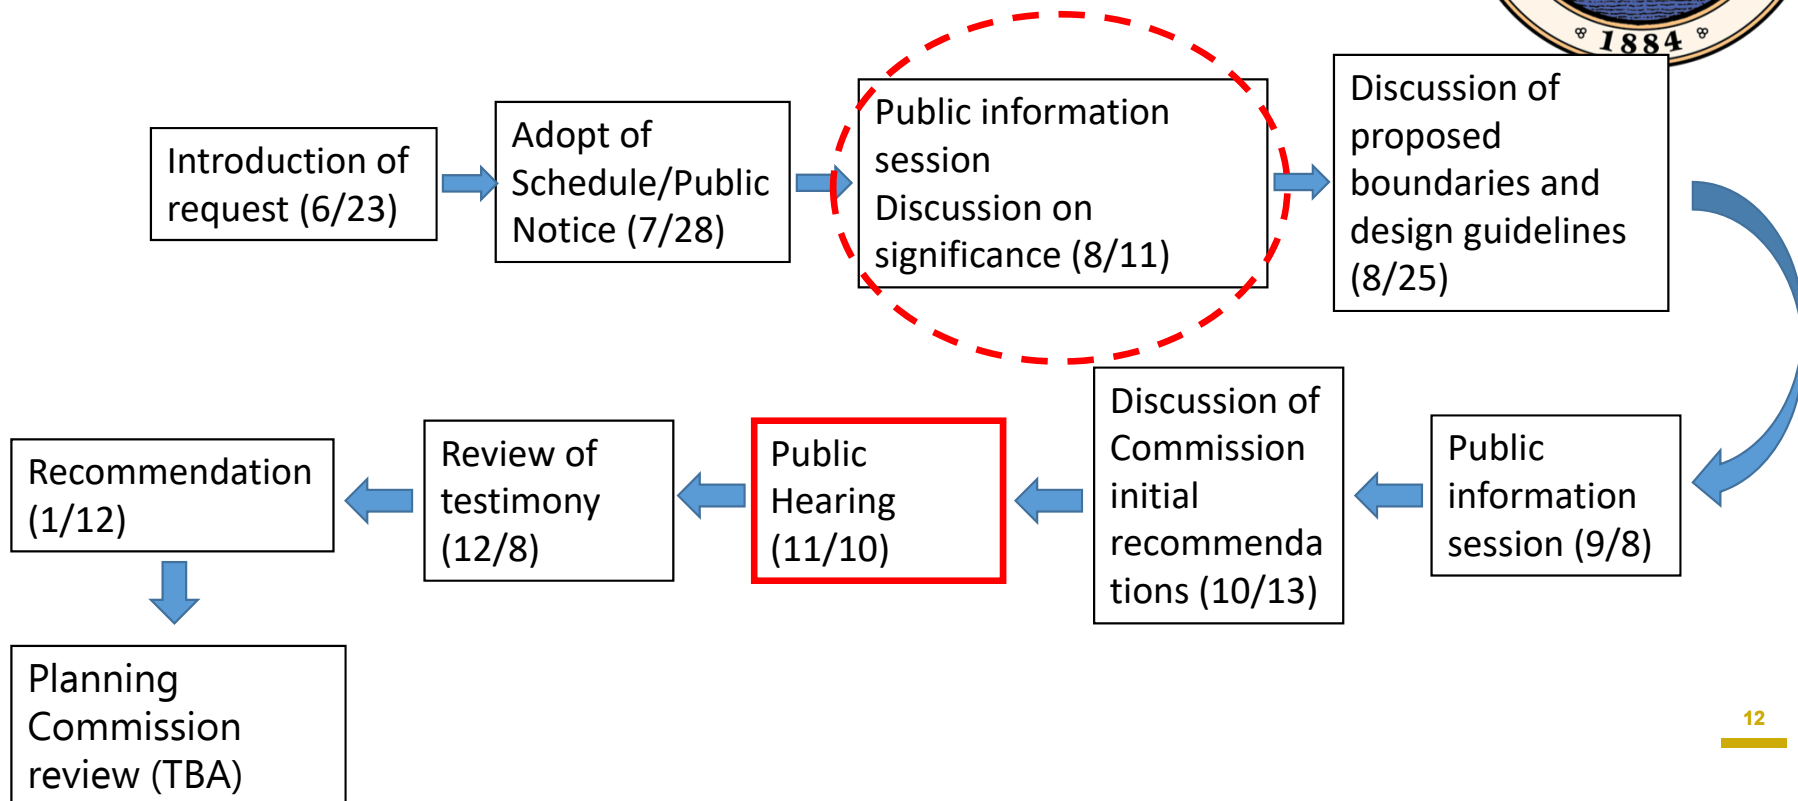 1884
Introduction of
request (6/23)
Adopt of
Schedule/Public
Notice (7/28)
Public information
session
Discussion on
significance (8/11)
Discussion of
proposed
boundaries and
design guidelines
(8/25)
Public
information
session (9/8)
Discussion of
Commission
initial
recommenda
tions (10/13)
Public
Hearing
(11/10)
Review of
testimony
(12/8)
Recommendation
(1/12)
Planning
Commission
review (TBA)
12